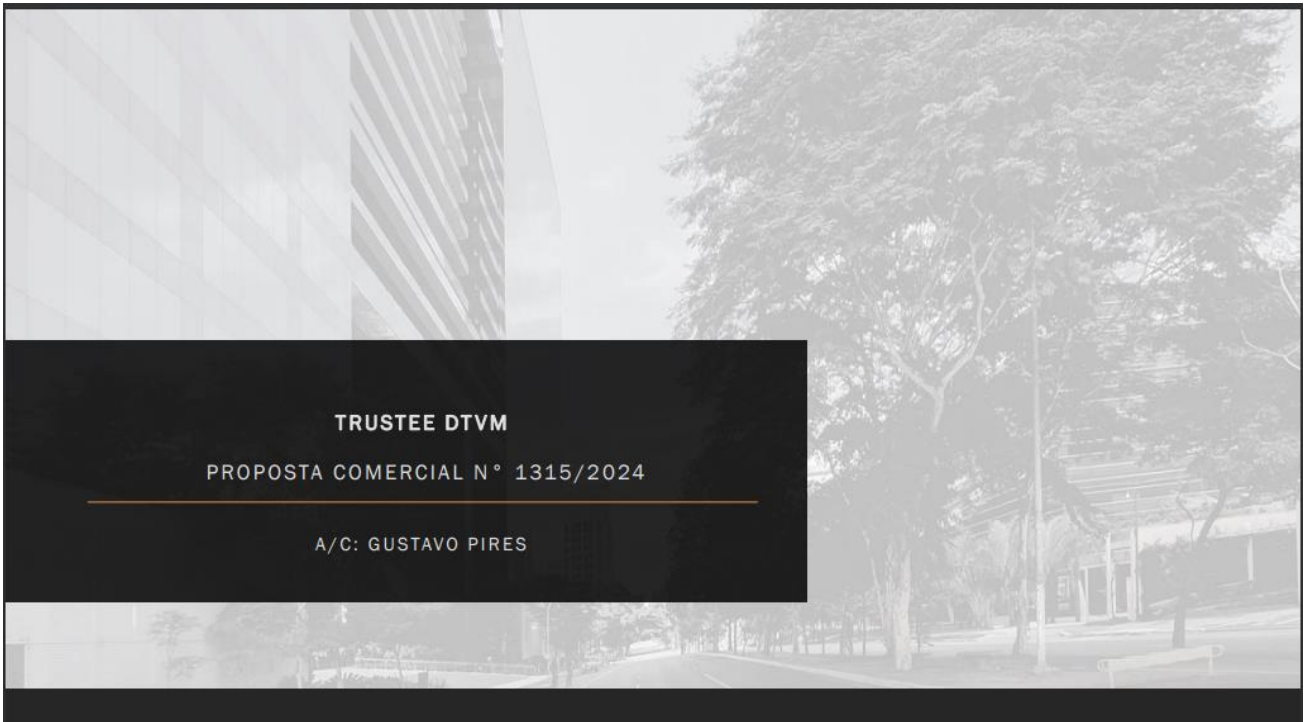 TRUSTEE DTVM
PROPOSTA COMERCIAL N° 1315/2024
A/C: GUSTAVO PIRES